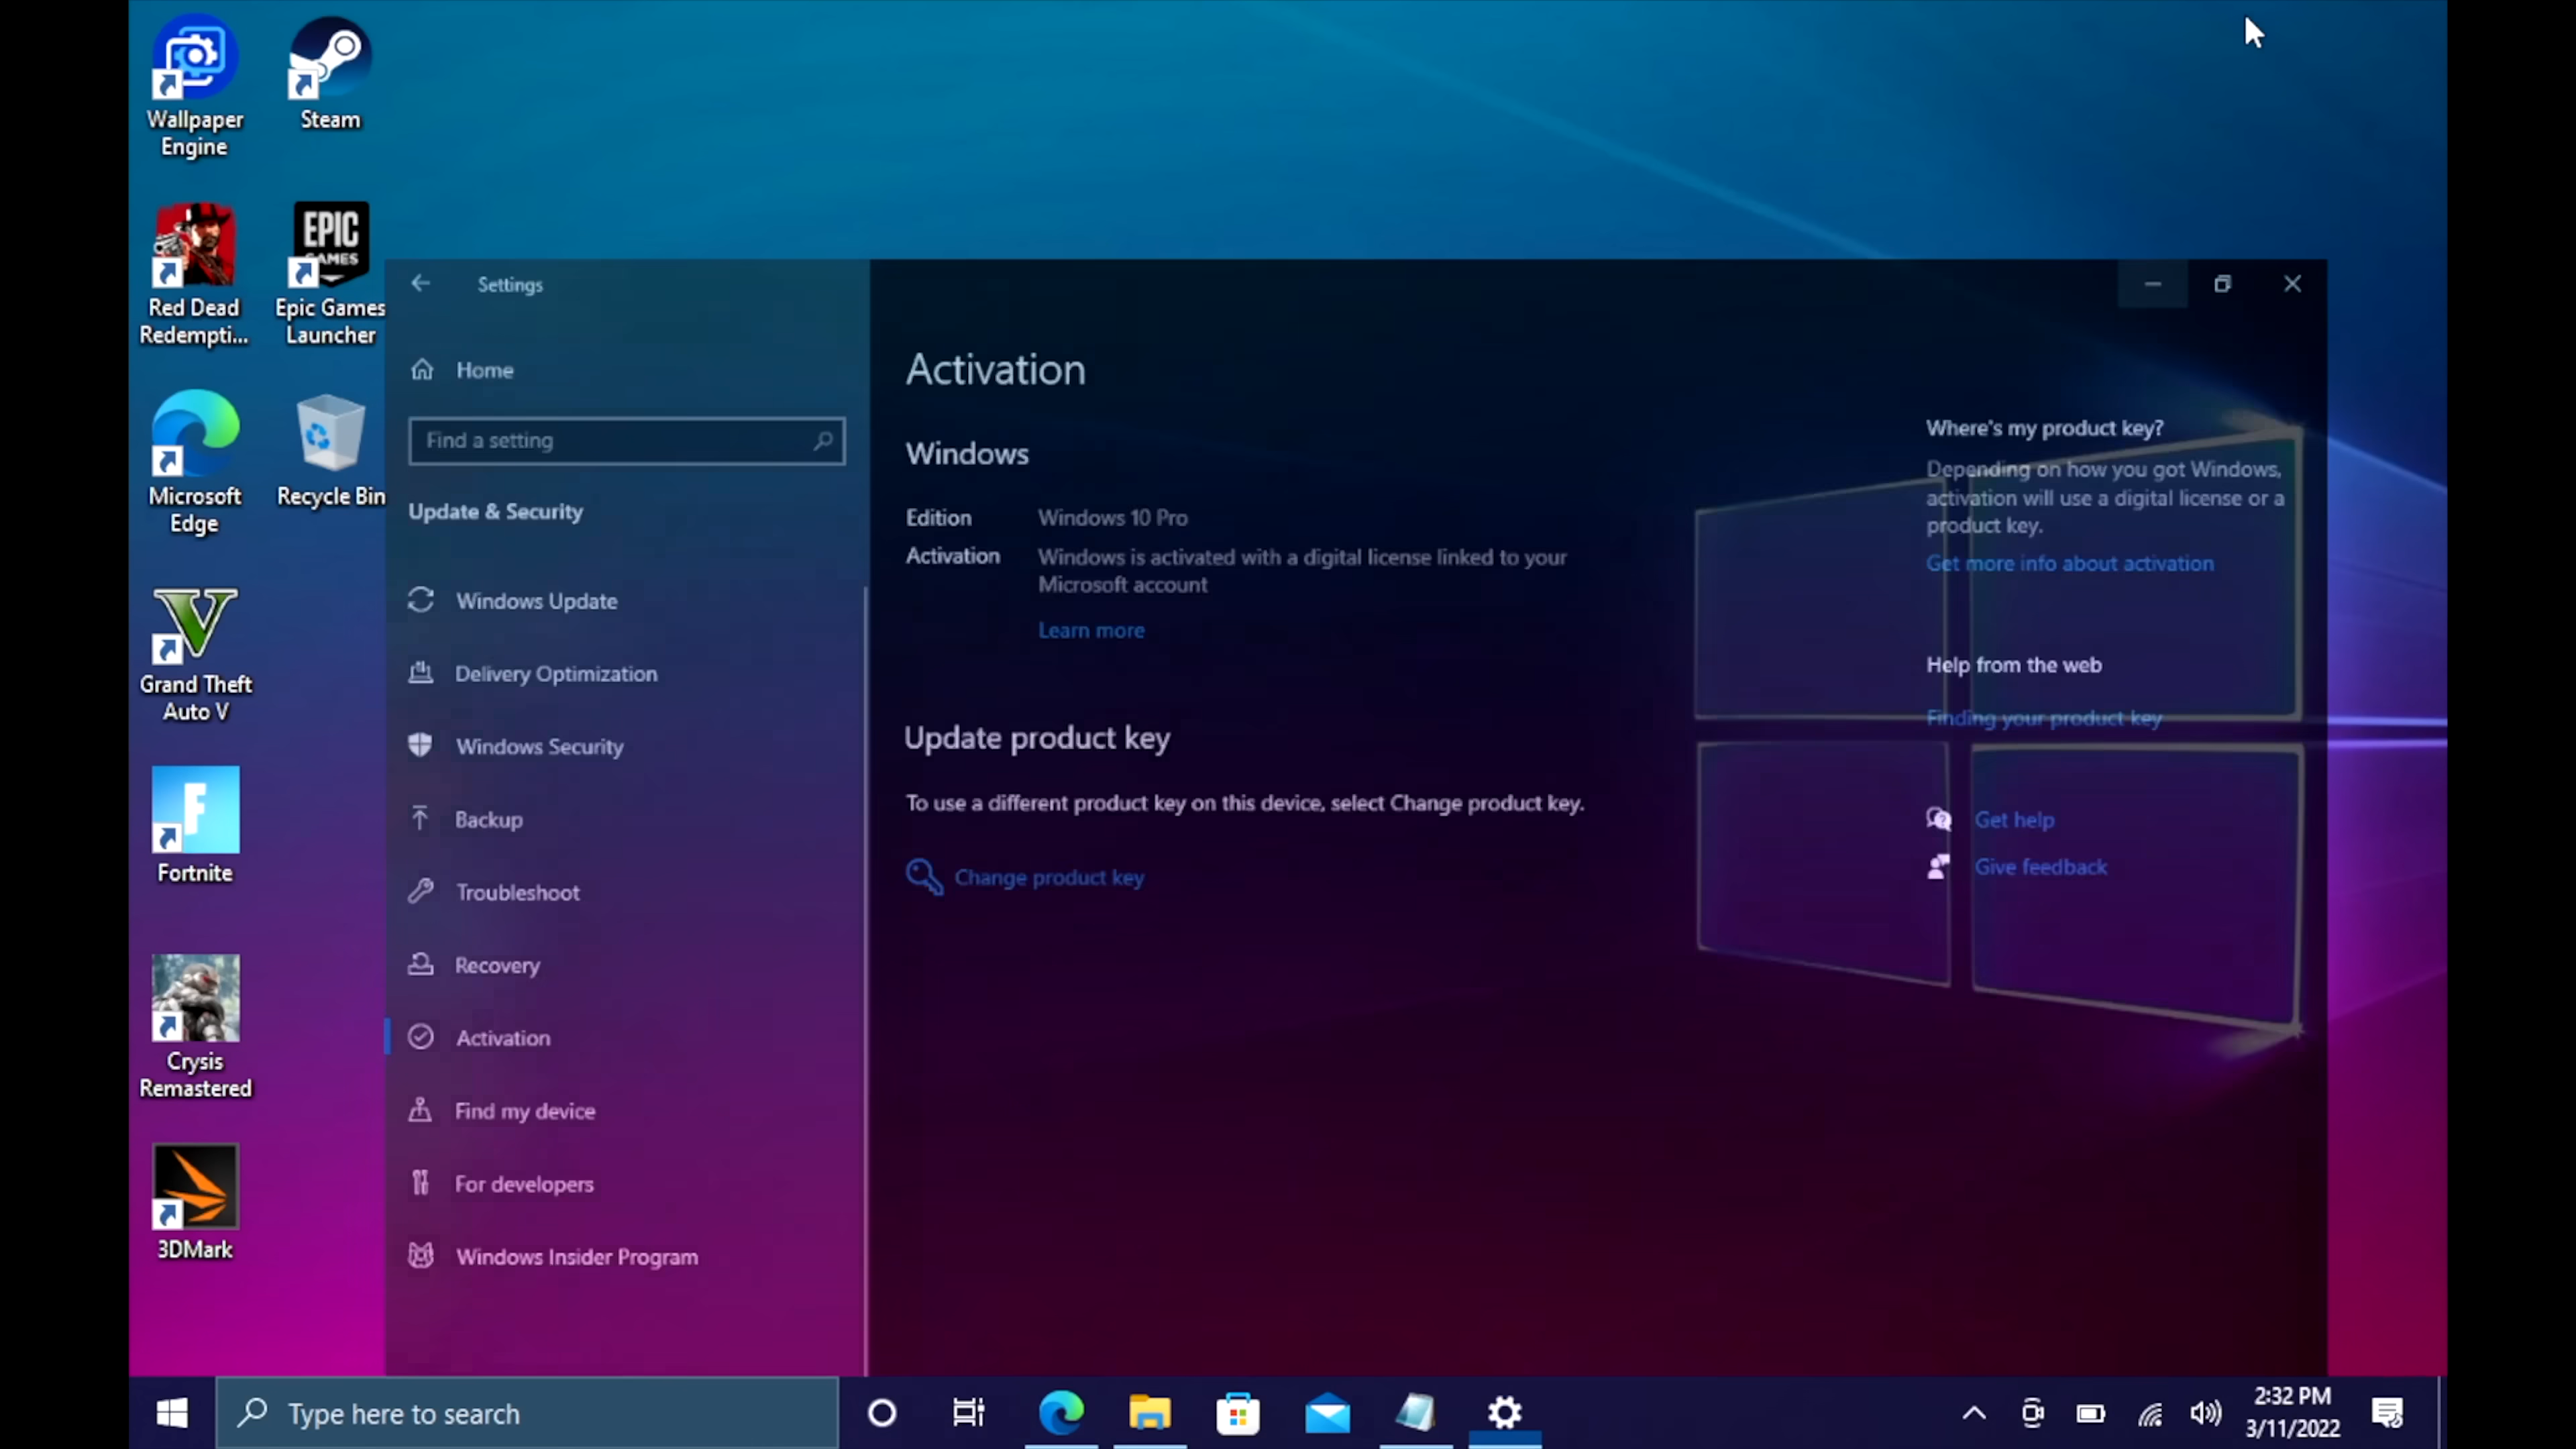 Wallpaper
Engine
Steam
Red Dead
Redempti...
EPIC
GAMES
Epic Games
Launcher
Microsoft
Edge
Recycle Bin
Grand Theft
Auto V
F
Fortnite
Crysis
Remastered
3DMark
Settings
Home
Find a setting
Update & Security
Windows Update
Delivery Optimization
Windows Security
Backup
Troubleshoot
Recovery
Activation
Find my device
For developers
Windows Insider Program
Activation
Windows
Edition Windows 10 Pro
Activation Windows is activated with a digital license linked to your
Microsoft account
Learn more
Update product key
To use a different product key on this device, select Change product key.
Change product key
Where's my product key?
Depending on how you got Windows,
activation will use a digital license or a
product key.
Get more info about activation
Help from the web
Finding your product key
Get help
Give feedback
Type here to search
2:32 PM
3/11/2022